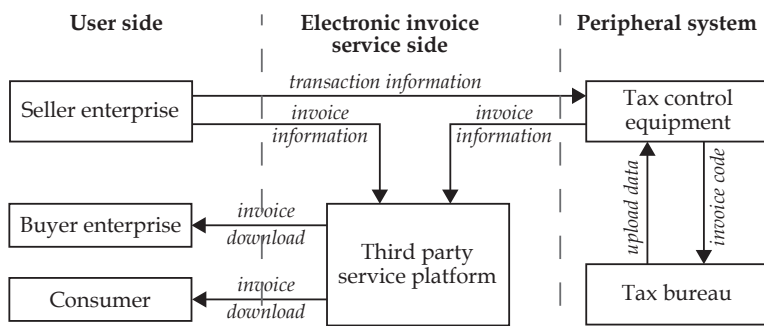 User side
Electronic invoice
service side
Peripheral system
transaction information
Seller enterprise
invoice
information
invoice
information
Tax control
equipment
upload data
invoice code
Buyer enterprise
invoice
download
Third party
service platform
Consumer
invoice
download
Tax bureau